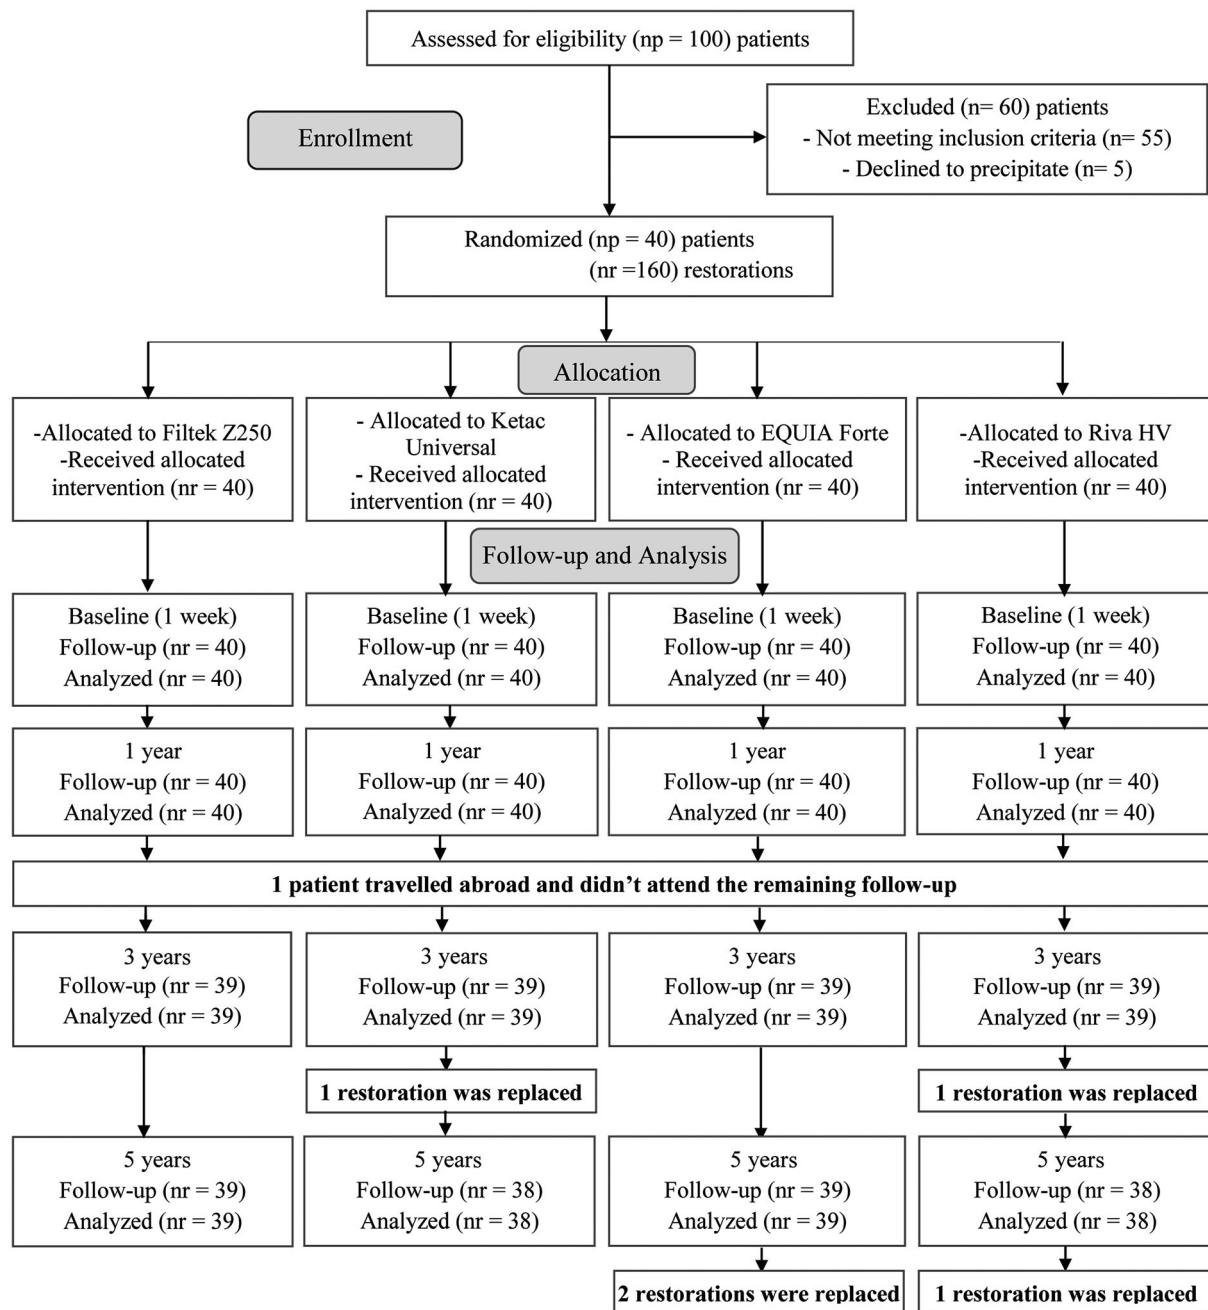 Assessed for eligibility (np = 100) patients
Enrollment
Excluded (n= 60) patients
- Not meeting inclusion criteria (n= 55)
- Declined to precipitate (n= 5)
Randomized (np = 40) patients
(nr =160) restorations
Allocation
-Allocated to Filtek Z250
-Received allocated
intervention (nr = 40)
- Allocated to Ketac
Universal
- Received allocated
intervention (nr = 40)
- Allocated to EQUIA Forte
- Received allocated
intervention (nr = 40)
-Allocated to Riva HV
-Received allocated
intervention (nr = 40)
Follow-up and Analysis
Baseline (1 week)
Follow-up (nr = 40)
Analyzed (nr = 40)
Baseline (1 week)
Follow-up (nr = 40)
Analyzed (nr = 40)
Baseline (1 week)
Follow-up (nr = 40)
Analyzed (nr = 40)
Baseline (1 week)
Follow-up (nr = 40)
Analyzed (nr = 40)
1 year
Follow-up (nr = 40)
Analyzed (nr = 40)
1 year
Follow-up (nr = 40)
Analyzed (nr = 40)
1 year
Follow-up (nr = 40)
Analyzed (nr = 40)
1 year
Follow-up (nr = 40)
Analyzed (nr = 40)
1 patient travelled abroad and didn’t attend the remaining follow-up
3 years
Follow-up (nr = 39)
Analyzed (nr = 39)
3 years
Follow-up (nr = 39)
Analyzed (nr = 39)
3 years
Follow-up (nr = 39)
Analyzed (nr = 39)
3 years
Follow-up (nr = 39)
Analyzed (nr = 39)
1 restoration was replaced
1 restoration was replaced
5 years
Follow-up (nr = 39)
Analyzed (nr = 39)
5 years
Follow-up (nr = 38)
Analyzed (nr = 38)
5 years
Follow-up (nr = 39)
Analyzed (nr = 39)
5 years
Follow-up (nr = 38)
Analyzed (nr = 38)
2 restorations were replaced
1 restoration was replaced